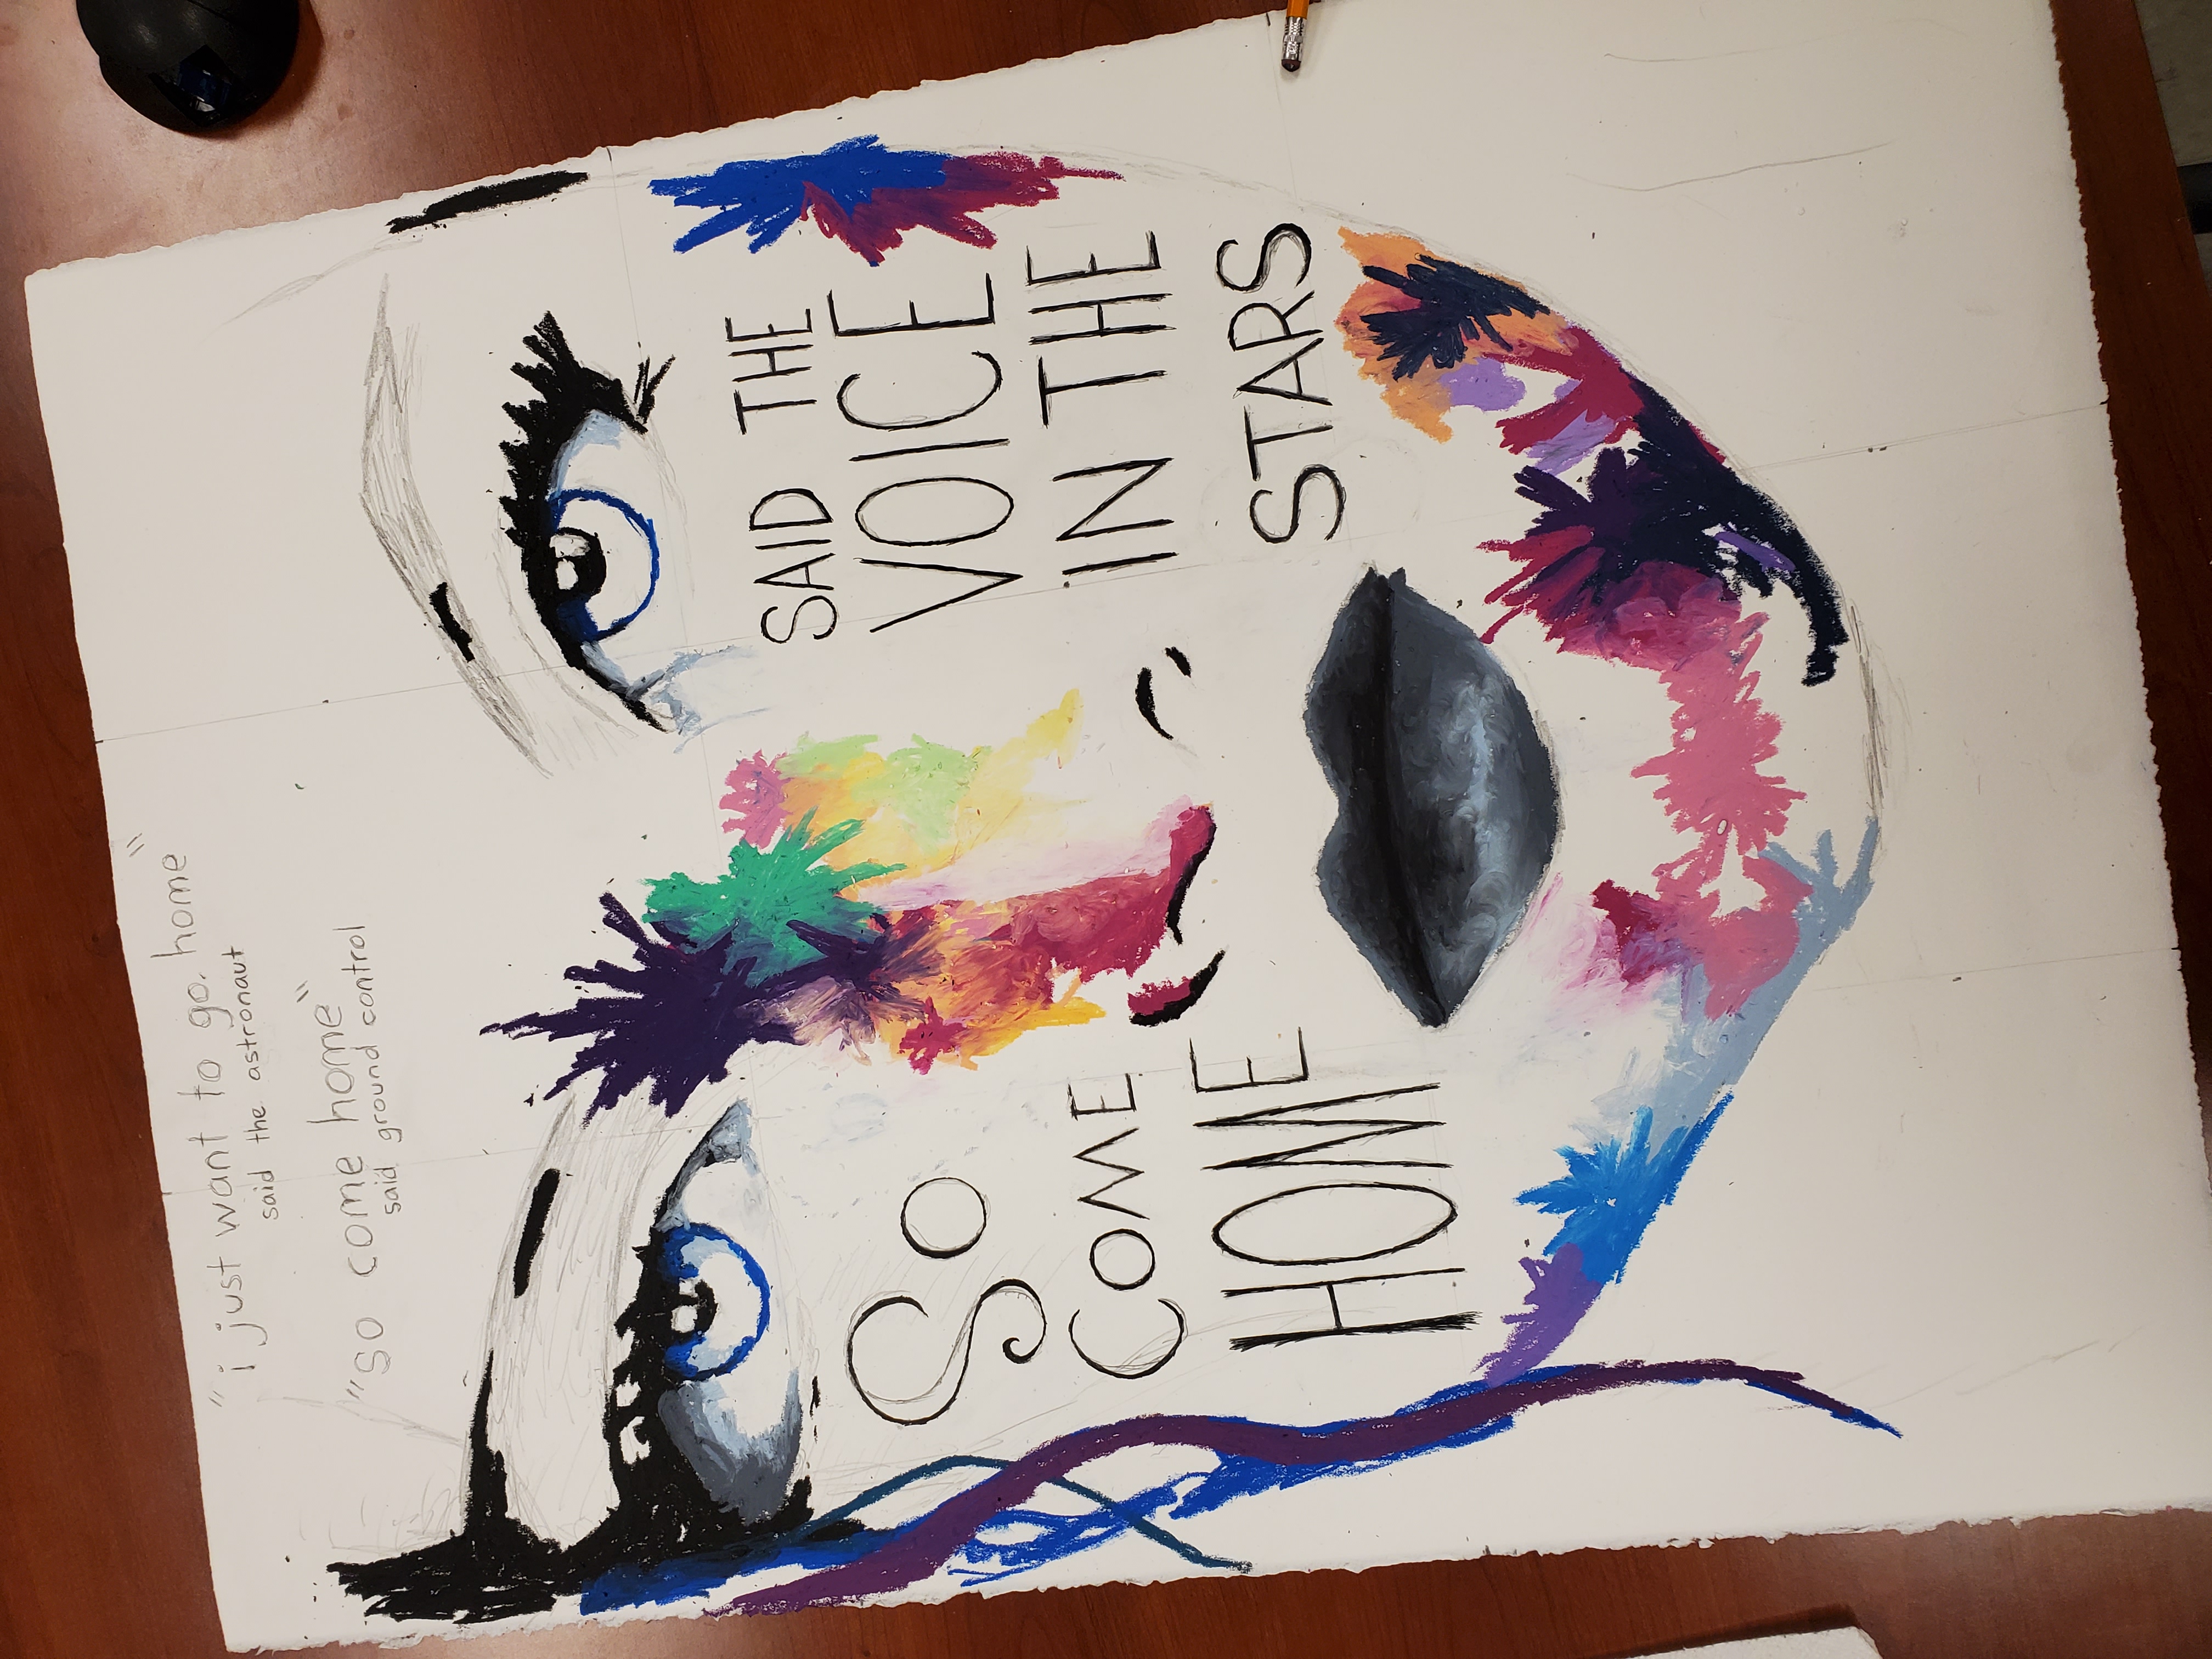 "i just want to go. home"
said the astronaut
"so come home"
said ground control
So
COME
HOME
SAID THE
VOICE
IN THE
STARS